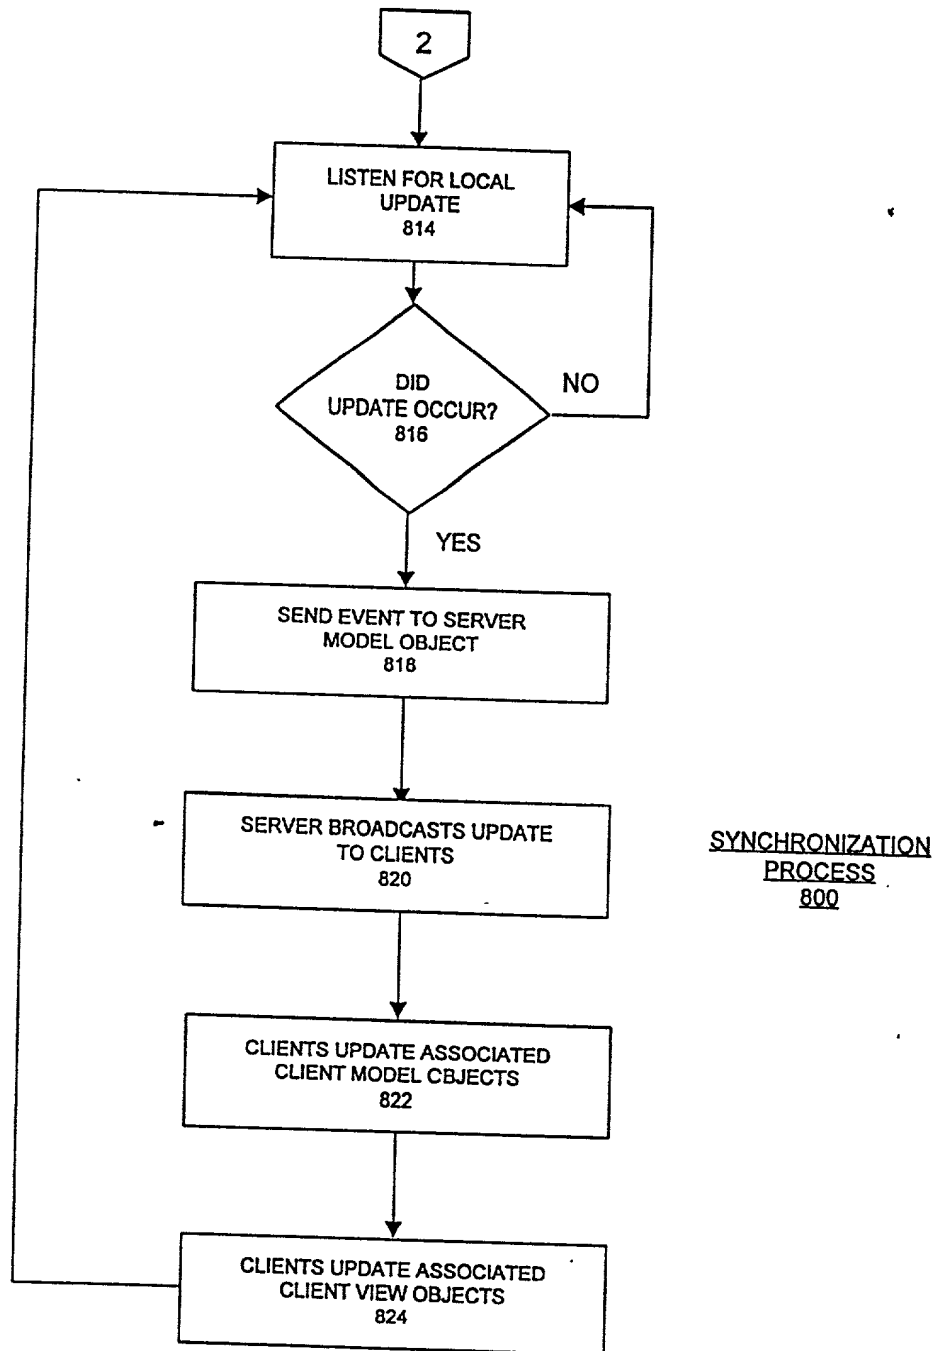 2
LISTEN FOR LOCAL
UPDATE
814
DID
UPDATE OCCUR?
816
NO
YES
SEND EVENT TO SERVER
MODEL OBJECT
818
SERVER BROADCASTS UPDATE
TO CLIENTS
820
SYNCHRONIZATION
PROCESS
800
CLIENTS UPDATE ASSOCIATED
CLIENT MODEL OBJECTS
822
CLIENTS UPDATE ASSOCIATED
CLIENT VIEW OBJECTS
824